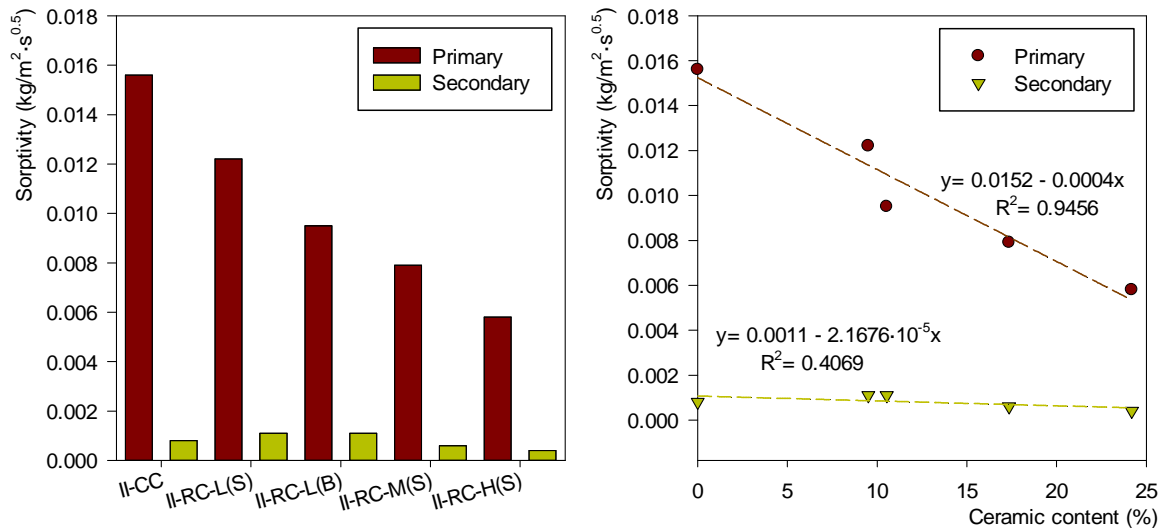 Sorptivity (kg/m²·s⁰·⁵)
0.018
0.016
0.014
0.012
0.010
0.008
0.006
0.004
0.002
0.000
Primary
Secondary
II-CC
II-RC-L(S)
II-RC-L(B)
II-RC-M(S)
II-RC-H(S)
Sorptivity (kg/m²·s⁰·⁵)
0.018
0.016
0.014
0.012
0.010
0.008
0.006
0.004
0.002
0.000
Primary
Secondary
y= 0.0152 - 0.0004x
R²= 0.9456
y= 0.0011 - 2.1676·10⁻⁵x
R²= 0.4069
0 5 10 15 20 25
Ceramic content (%)